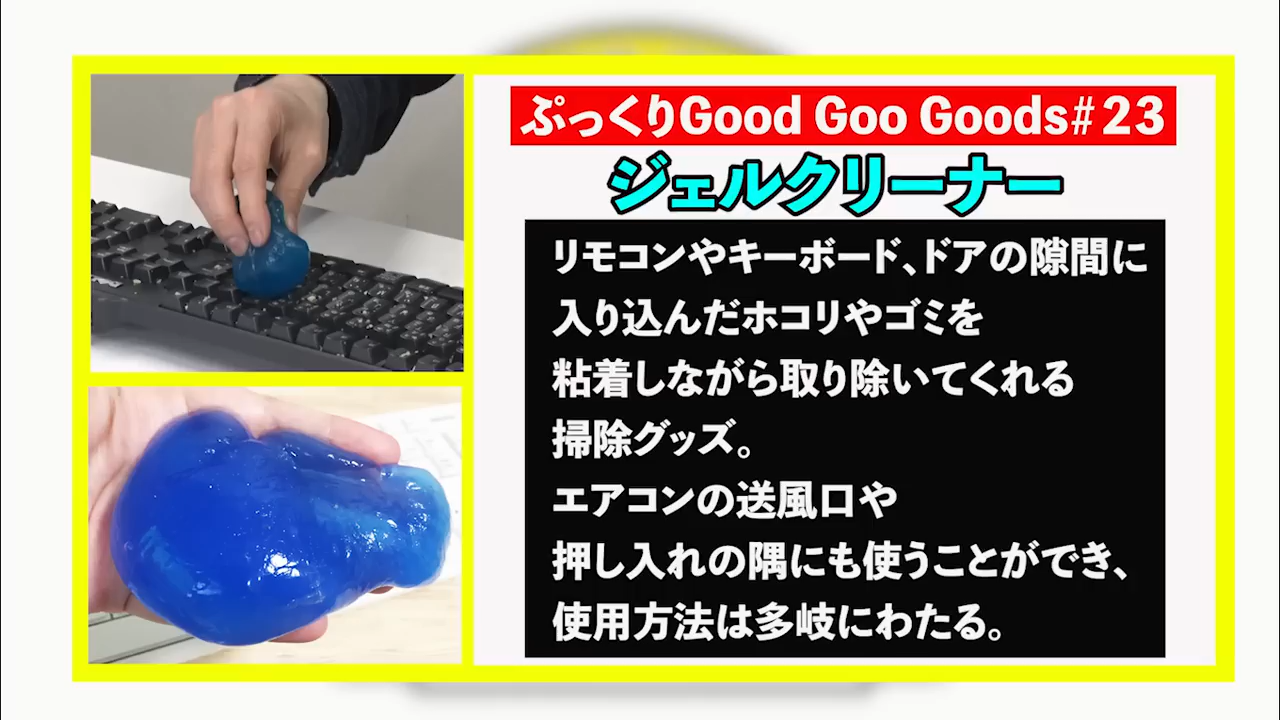 ぷっくりGood Goo Goods#23
ジェルクリーナー
リモコンやキーボード、ドアの隙間に
入り込んだホコリやゴミを
粘着しながら取り除いてくれる
掃除グッズ。
エアコンの送風口や
押し入れの隅にも使うことができ、
使用方法は多岐にわたる。